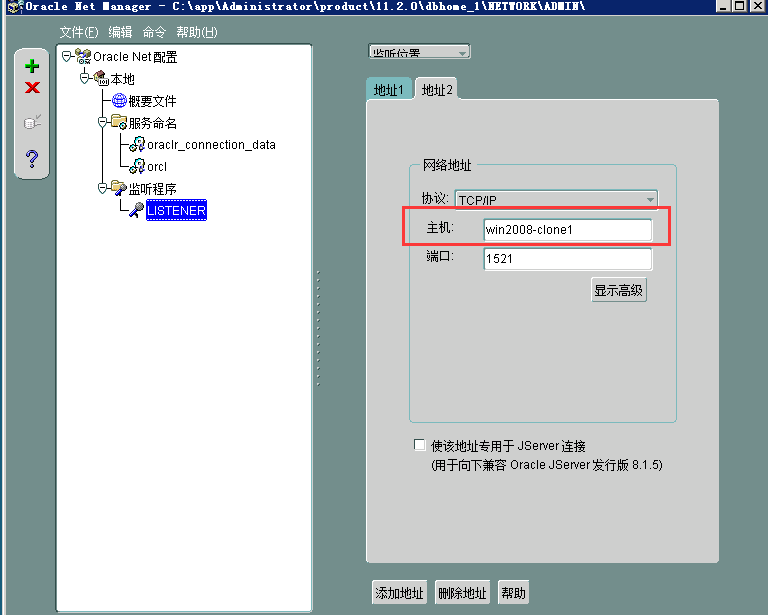 Oracle Net Manager - C:\app\Administrator\product\11.2.0\dbhome_1\NETWORK\ADMIN\
文件(F) 编辑 命令 帮助(H)
Oracle Net 配置
本地
概要文件
服务命名
oraclr_connection_data
orcl
监听程序
LISTENER
监听位置
地址1 地址2
网络地址
协议: TCP/IP
主机: win2008-clone1
端口: 1521
显示高级
使该地址专用于 JServer 连接
(用于向下兼容 Oracle JServer 发行版 8.1.5)
添加地址 删除地址 帮助